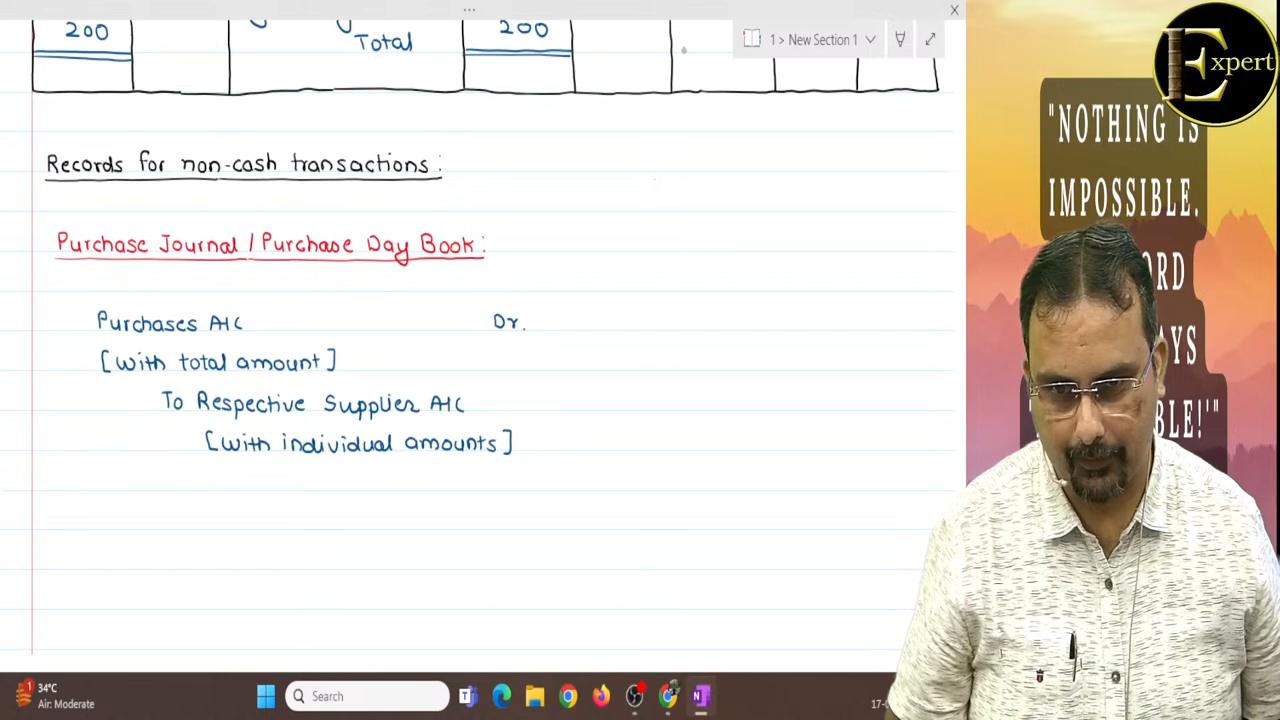 200
Total
200
1 > New Section 1
Expert
"NOTHING IS
IMPOSSIBLE.
Records for non-cash transactions:
Purchase Journal / Purchase Day Book:
Purchases A/C Dr.
[with total amount]
To Respective Supplier A/C
[with individual amounts]
34°C
Air: Moderate
Search